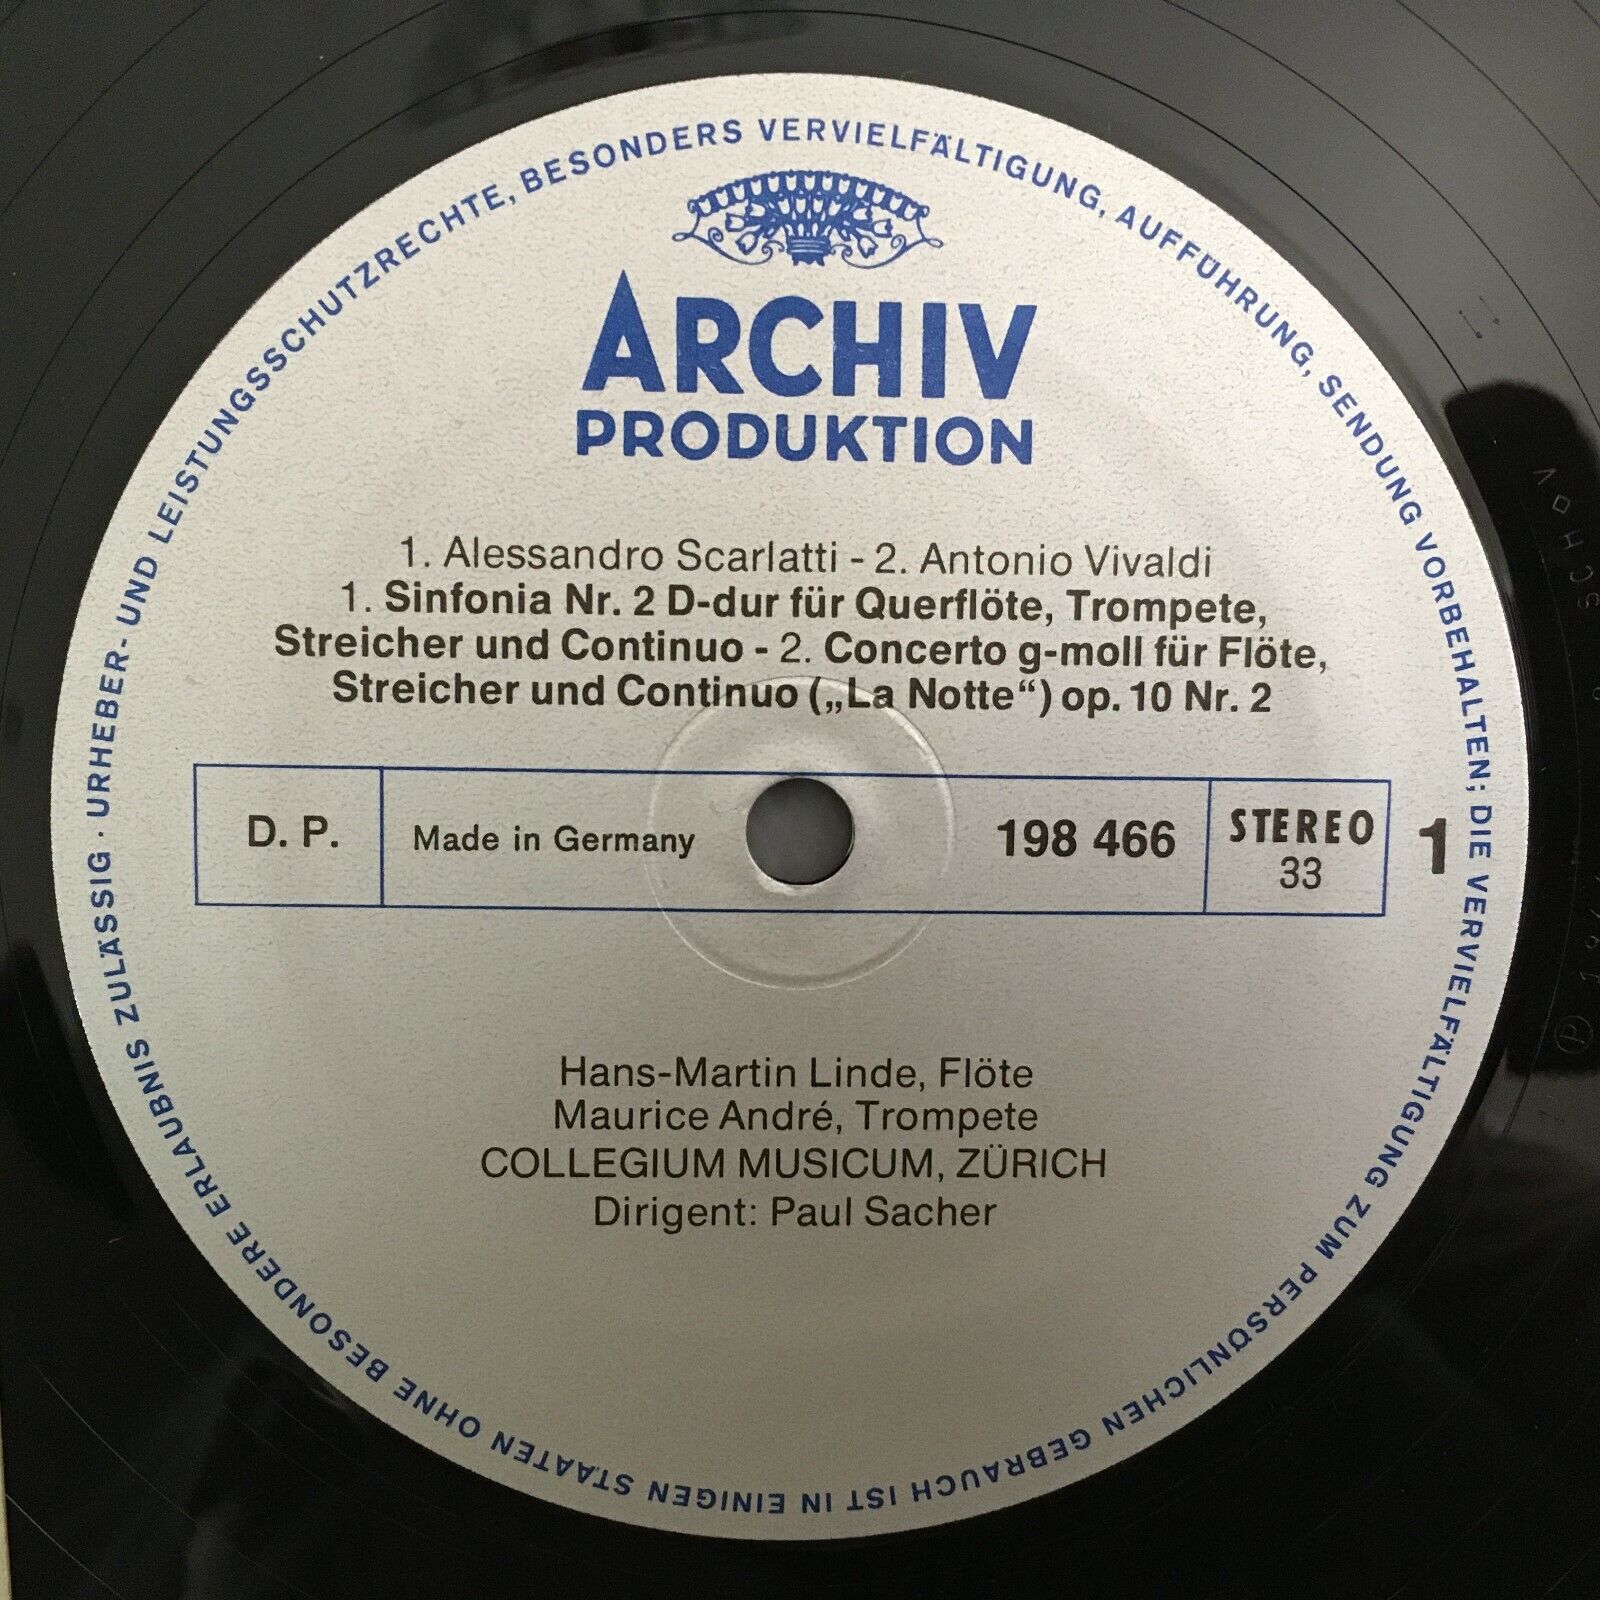 URHEBER- UND LEISTUNGSSCHUTZRECHTE, BESONDERS VERVIELFÄLTIGUNG, AUFFÜHRUNG, SENDUNG VORBEHALTEN; DIE VERVIELFÄLTIGUNG ZUM PERSÖNLICHEN GEBRAUCH IST IN EINIGEN STAATEN OHNE BESONDERE ERLAUBNIS ZULÄSSIG ·
ARCHIV
PRODUKTION
1. Alessandro Scarlatti - 2. Antonio Vivaldi
1. Sinfonia Nr. 2 D-dur für Querflöte, Trompete,
Streicher und Continuo - 2. Concerto g-moll für Flöte,
Streicher und Continuo („La Notte“) op. 10 Nr. 2
D. P. Made in Germany 198 466 STEREO 1
33
Hans-Martin Linde, Flöte
Maurice André, Trompete
COLLEGIUM MUSICUM, ZÜRICH
Dirigent: Paul Sacher